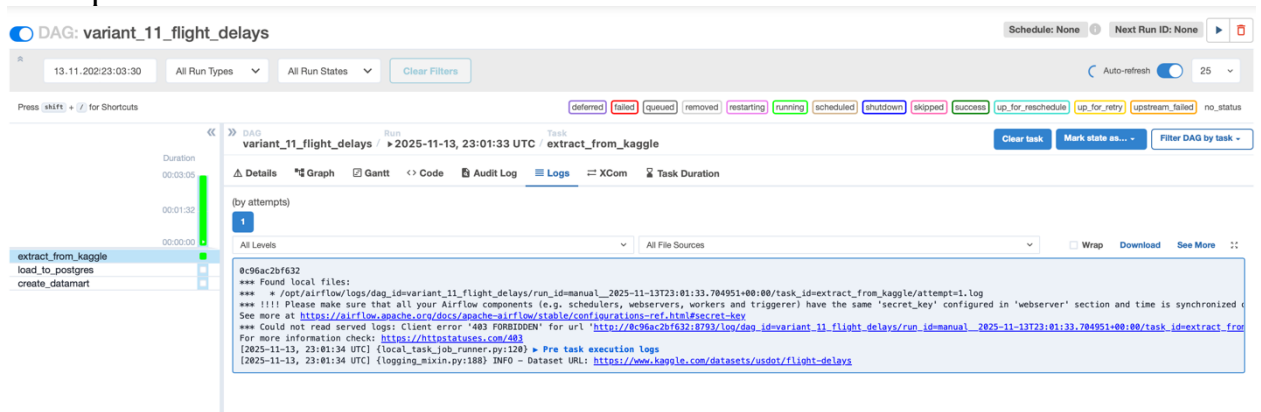 DAG: variant_11_flight_delays
Schedule: None
Next Run ID: None
13.11.202:23:03:30
All Run Types
All Run States
Clear Filters
Auto-refresh
25
Press shift + / for Shortcuts
deferred failed queued removed restarting running scheduled shutdown skipped success up_for_reschedule up_for_retry upstream_failed no_status
DAG
variant_11_flight_delays
Run
2025-11-13, 23:01:33 UTC
Task
extract_from_kaggle
Clear task
Mark state as...
Filter DAG by task
Duration
00:03:05
00:01:32
00:00:00
extract_from_kaggle
load_to_postgres
create_datamart
Details Graph Gantt Code Audit Log Logs XCom Task Duration
(by attempts)
1
All Levels
All File Sources
Wrap Download See More
0c96ac2bf632
*** Found local files:
***   * /opt/airflow/logs/dag_id=variant_11_flight_delays/run_id=manual__2025-11-13T23:01:33.704951+00:00/task_id=extract_from_kaggle/attempt=1.log
*** !!!! Please make sure that all your Airflow components (e.g. schedulers, webservers, workers and triggerer) have the same 'secret_key' configured in 'webserver' section and time is synchronized
See more at https://airflow.apache.org/docs/apache-airflow/stable/configurations-ref.html#secret-key
*** Could not read served logs: Client error '403 FORBIDDEN' for url 'http://0c96ac2bf632:8793/log/dag_id=variant_11_flight_delays/run_id=manual__2025-11-13T23:01:33.704951+00:00/task_id=extract_fro
For more information check: https://httpstatuses.com/403
[2025-11-13, 23:01:34 UTC] {local_task_job_runner.py:120} ▶ Pre task execution logs
[2025-11-13, 23:01:34 UTC] {logging_mixin.py:188} INFO - Dataset URL: https://www.kaggle.com/datasets/usdot/flight-delays